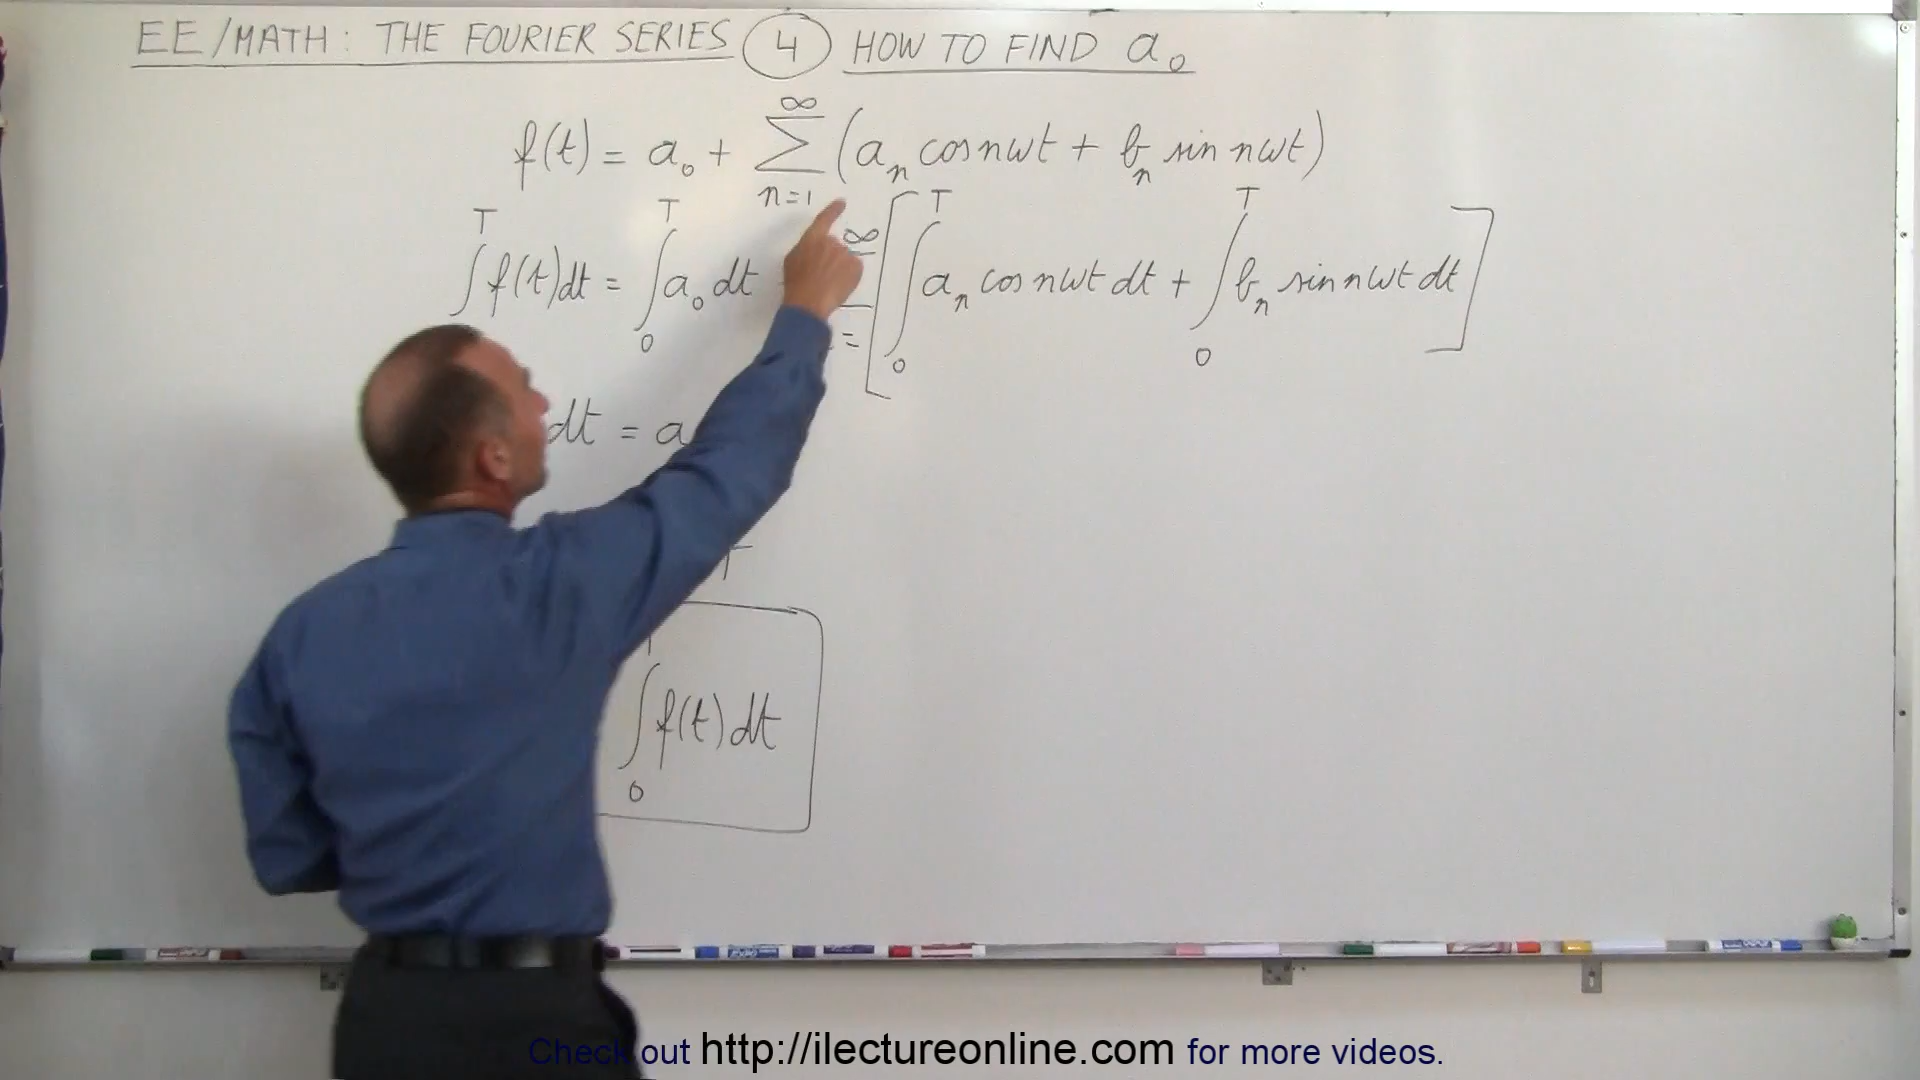 EE/MATH: THE FOURIER SERIES 4 HOW TO FIND a₀
f(t) = a₀ + ∑ₙ₌₁^∞ (aₙ cos nωt + bₙ sin nωt)
∫^T f(t)dt = ∫₀^T a₀ dt ∞ = [∫₀^T aₙ cos nωt dt + ∫₀^T bₙ sin nωt dt]
dt = a
T
∫₀ f(t)dt
Check out http://ilectureonline.com for more videos.